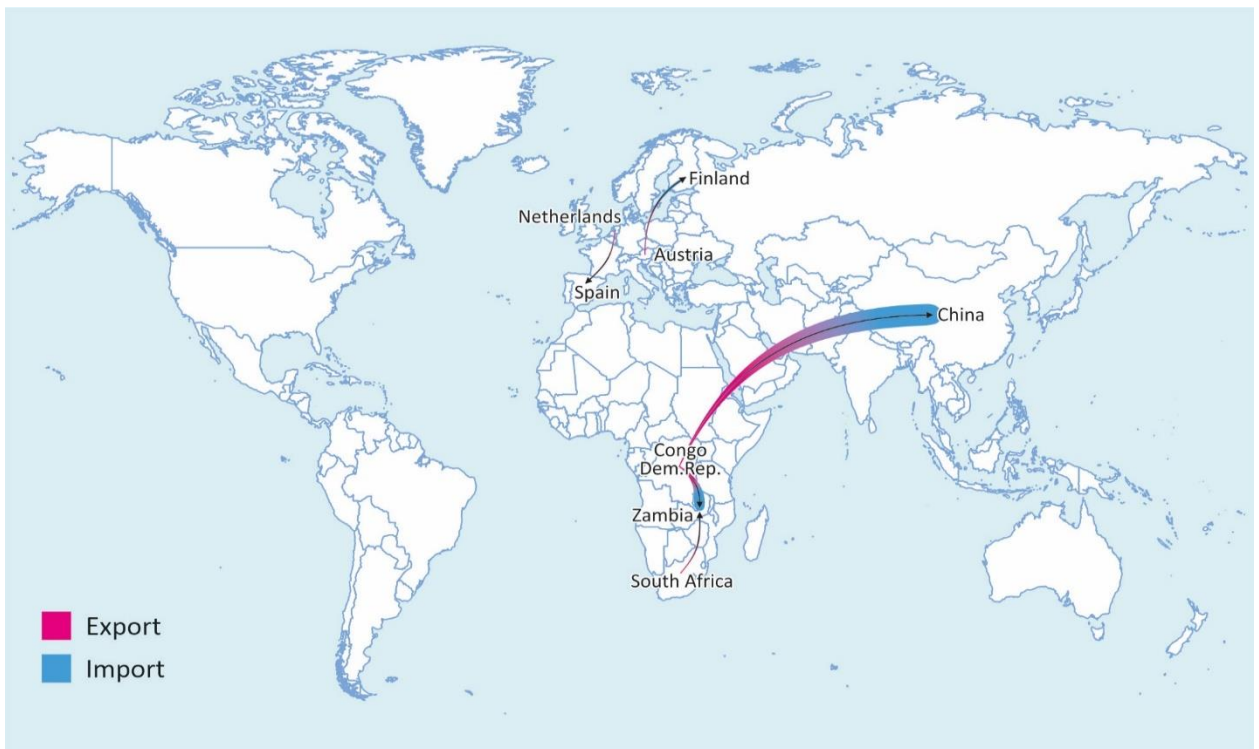 Finland
Netherlands
Austria
Spain
China
Congo
Dem.Rep.
Zambia
South Africa
Export
Import